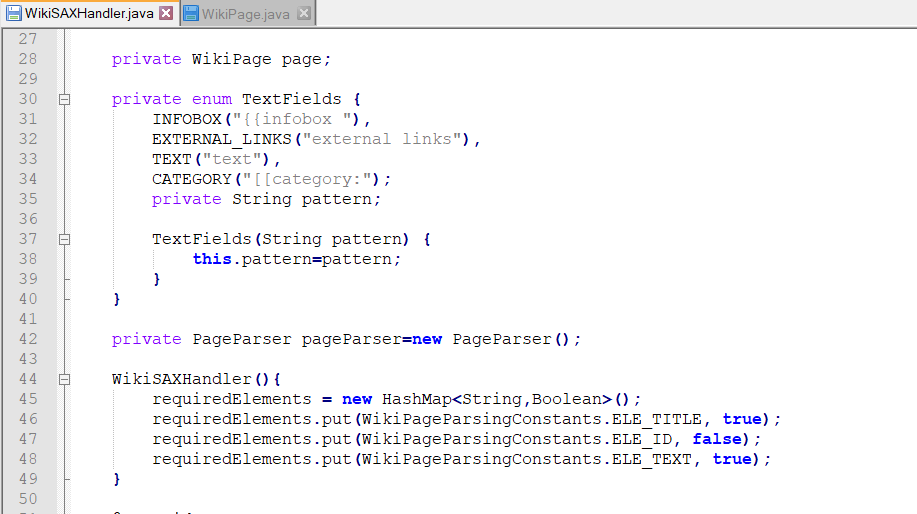 WikiSAXHandler.java WikiPage.java
27
28 private WikiPage page;
29
30 private enum TextFields {
31 INFOBOX("{{infobox "),
32 EXTERNAL_LINKS("external links"),
33 TEXT("text"),
34 CATEGORY("[[category:");
35 private String pattern;
36
37 TextFields(String pattern) {
38 this.pattern=pattern;
39 }
40 }
41
42 private PageParser pageParser=new PageParser();
43
44 WikiSAXHandler(){
45 requiredElements = new HashMap<String,Boolean>();
46 requiredElements.put(WikiPageParsingConstants.ELE_TITLE, true);
47 requiredElements.put(WikiPageParsingConstants.ELE_ID, false);
48 requiredElements.put(WikiPageParsingConstants.ELE_TEXT, true);
49 }
50